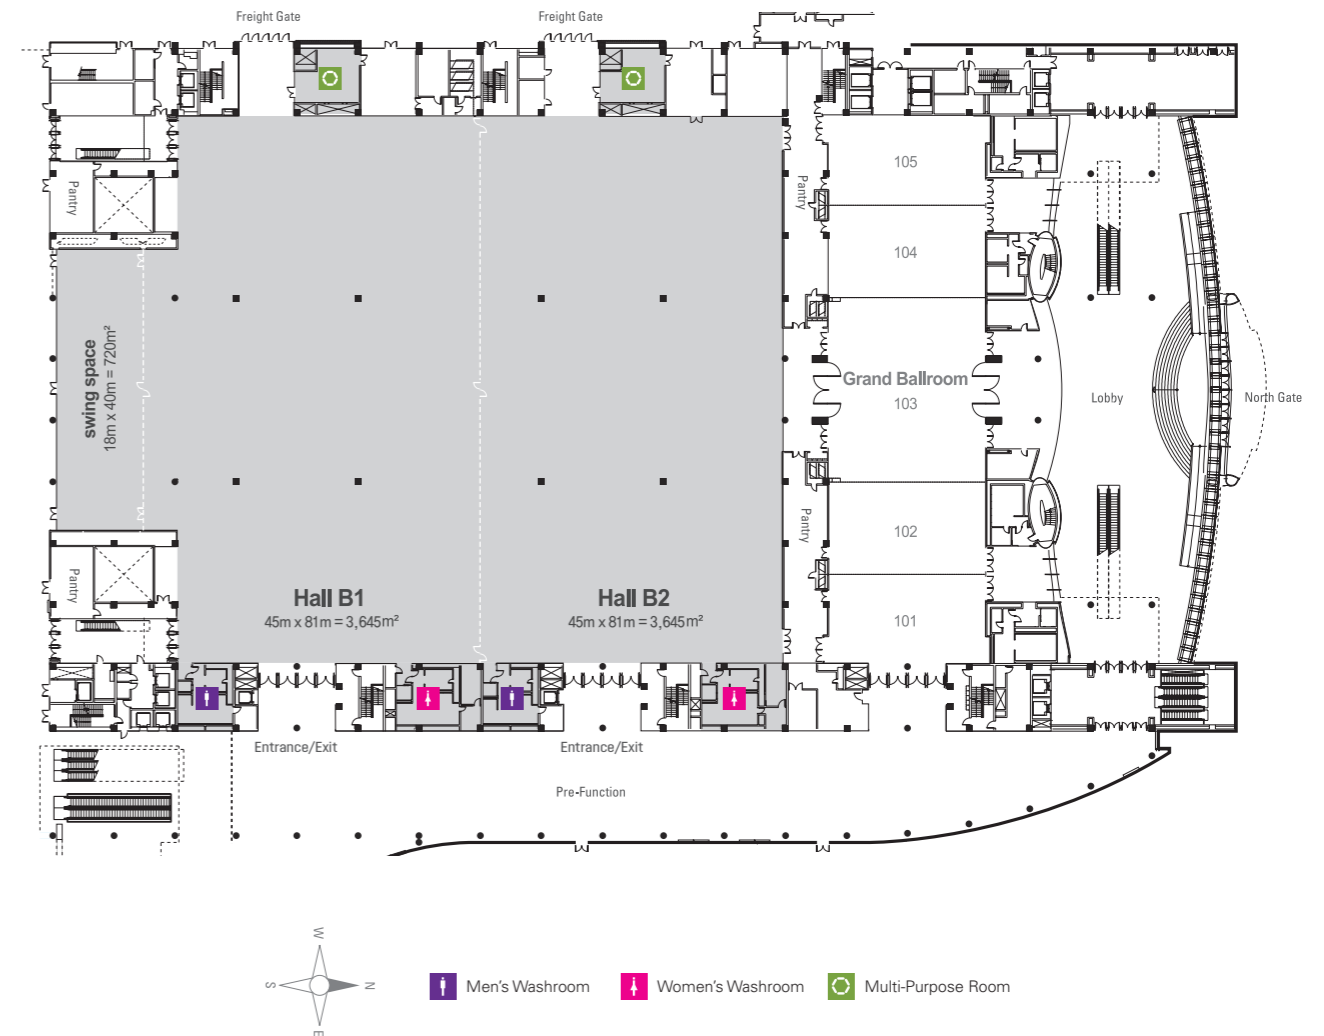 Freight Gate
Freight Gate
Pantry
Pantry
105
104
swing space
18m x 40m = 720m²
Grand Ballroom
103
Lobby
North Gate
Pantry
102
Pantry
Hall B1
45m x 81m = 3,645m²
Hall B2
45m x 81m = 3,645m²
101
Entrance/Exit
Entrance/Exit
Pre-Function
W
S
N
E
Men's Washroom
Women's Washroom
Multi-Purpose Room